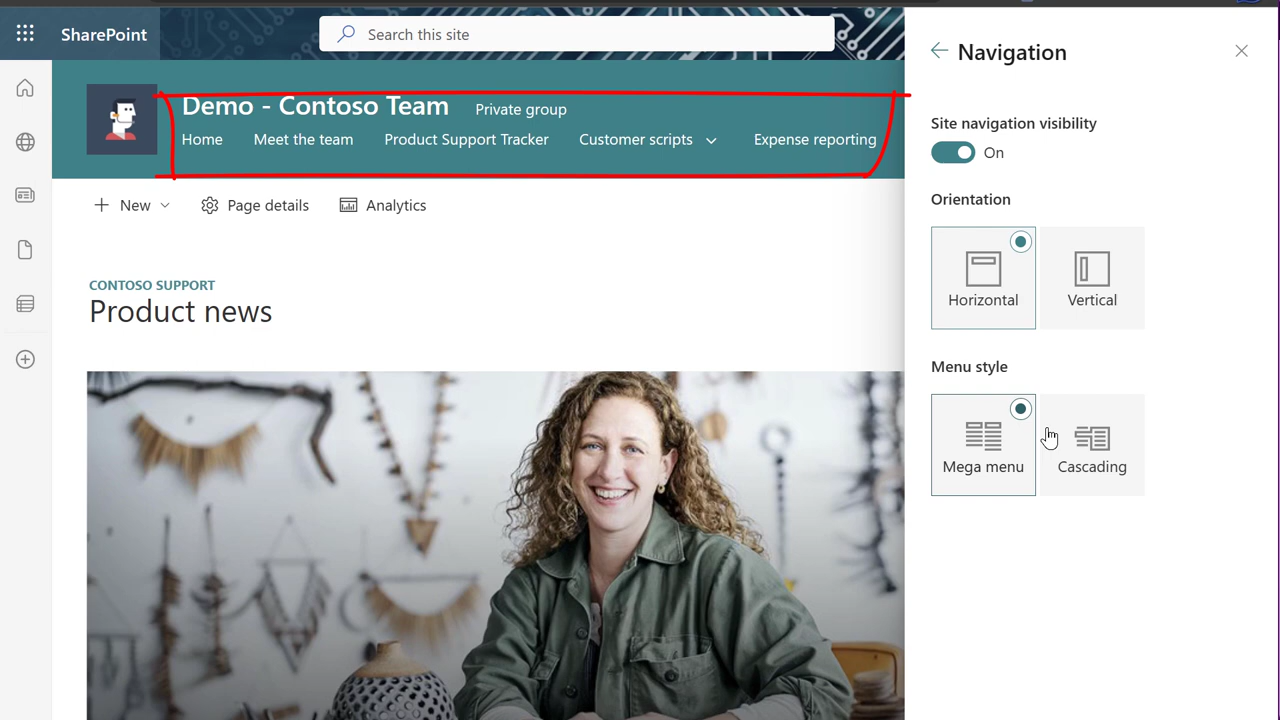 SharePoint
Search this site
Demo - Contoso Team Private group
Home Meet the team Product Support Tracker Customer scripts Expense reporting
New Page details Analytics
CONTOSO SUPPORT
Product news
Navigation
Site navigation visibility
On
Orientation
Horizontal Vertical
Menu style
Mega menu Cascading